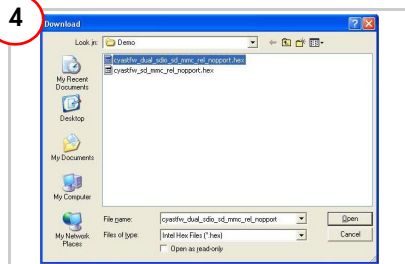 4
Download
Look in:
Demo
cyastfw_dual_sdio_sd_mmc_rel_nopport.hex
cyastfw_sd_mmc_rel_nopport.hex
My Recent
Documents
Desktop
My Documents
My Computer
My Network
Places
File name:
cyastfw_dual_sdio_sd_mmc_rel_nopport
Open
Files of type:
Intel Hex Files (*.hex)
Cancel
Open as read-only